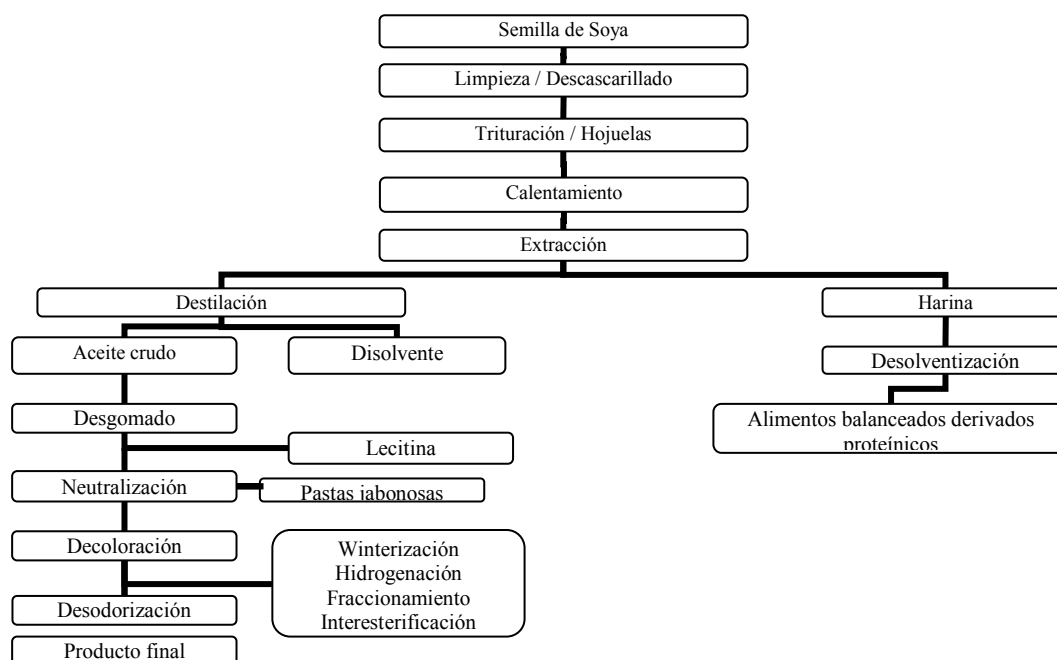 Semilla de Soya
Limpieza / Descascarillado
Trituración / Hojuelas
Calentamiento
Extracción
Destilación
Harina
Aceite crudo
Disolvente
Desolventización
Desgomado
Alimentos balanceados derivados
proteínicos
Lecitina
Neutralización
Pastas jabonosas
Decoloración
Winterización
Hidrogenación
Fraccionamiento
Interesterificación
Desodorización
Producto final